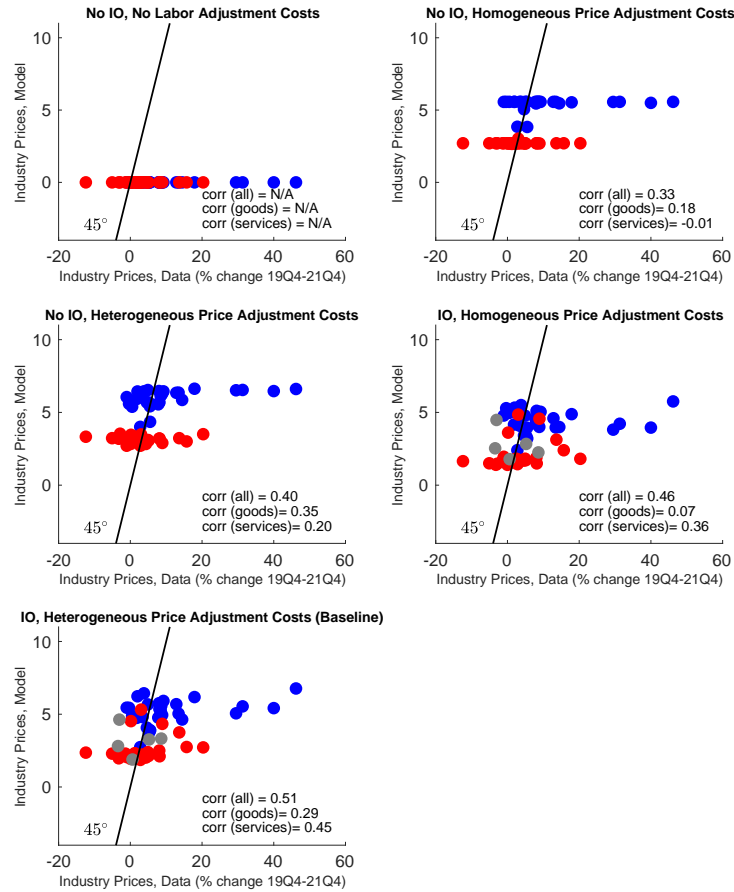 No IO, No Labor Adjustment Costs
10
5
0
Industry Prices, Model
45°
corr (all) = N/A
corr (goods) = N/A
corr (services) = N/A
-20 0 20 40 60
Industry Prices, Data (% change 19Q4-21Q4)
No IO, Homogeneous Price Adjustment Costs
10
5
0
Industry Prices, Model
45°
corr (all) = 0.33
corr (goods) = 0.18
corr (services)= -0.01
-20 0 20 40 60
Industry Prices, Data (% change 19Q4-21Q4)
No IO, Heterogeneous Price Adjustment Costs
10
5
0
Industry Prices, Model
45°
corr (all) = 0.40
corr (goods) = 0.35
corr (services) = 0.20
-20 0 20 40 60
Industry Prices, Data (% change 19Q4-21Q4)
IO, Homogeneous Price Adjustment Costs
10
5
0
Industry Prices, Model
45°
corr (all) = 0.46
corr (goods) = 0.07
corr (services)= 0.36
-20 0 20 40 60
Industry Prices, Data (% change 19Q4-21Q4)
IO, Heterogeneous Price Adjustment Costs (Baseline)
10
5
0
Industry Prices, Model
45°
corr (all) = 0.51
corr (goods) = 0.29
corr (services)= 0.45
-20 0 20 40 60
Industry Prices, Data (% change 19Q4-21Q4)